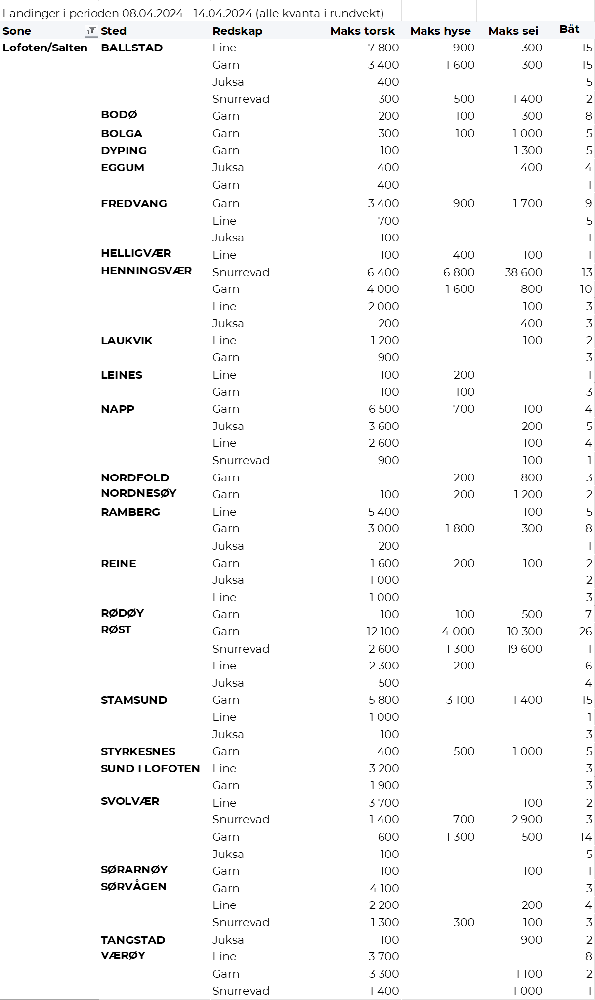 Landinger i perioden 08.04.2024 - 14.04.2024 (alle kvanta i rundvekt)
Sone Sted Redskap Maks torsk Maks hyse Maks sei Båt
Lofoten/Salten BALLSTAD Line 7 800 900 300 15
Garn 3 400 1 600 300 15
Juksa 400 5
Snurrevad 300 500 1 400 2
BODØ Garn 200 100 300 8
BOLGA Garn 300 100 1 000 5
DYPING Garn 100 1 300 5
EGGUM Juksa 400 400 4
Garn 400 1
FREDVANG Garn 3 400 900 1 700 9
Line 700 5
Juksa 100 1
HELLIGVÆR Line 100 400 100 1
HENNINGSVÆR Snurrevad 6 400 6 800 38 600 13
Garn 4 000 1 600 800 10
Line 2 000 100 3
Juksa 200 400 3
LAUKVIK Line 1 200 100 2
Garn 900 3
LEINES Line 100 200 1
Garn 100 100 3
NAPP Garn 6 500 700 100 4
Juksa 3 600 200 5
Line 2 600 100 4
Snurrevad 900 100 1
NORDFOLD Garn 200 800 3
NORDNESØY Garn 100 200 1 200 2
RAMBERG Line 5 400 100 5
Garn 3 000 1 800 300 8
Juksa 200 1
REINE Garn 1 600 200 100 2
Juksa 1 000 2
Line 1 000 3
RØDØY Garn 100 100 500 7
RØST Garn 12 100 4 000 10 300 26
Snurrevad 2 600 1 300 19 600 1
Line 2 300 200 6
Juksa 500 4
STAMSUND Garn 5 800 3 100 1 400 15
Line 1 000 1
Juksa 100 3
STYRKESNES Garn 400 500 1 000 5
SUND I LOFOTEN Line 3 200 3
Garn 1 900 3
SVOLVÆR Line 3 700 100 2
Snurrevad 1 400 700 2 900 3
Garn 600 1 300 500 14
Juksa 100 5
SØRARNØY Garn 100 100 1
SØRVÅGEN Garn 4 100 3
Line 2 200 200 4
Snurrevad 1 300 300 100 3
TANGSTAD Juksa 100 900 2
VÆRØY Line 3 700 8
Garn 3 300 1 100 2
Snurrevad 1 400 1 000 1